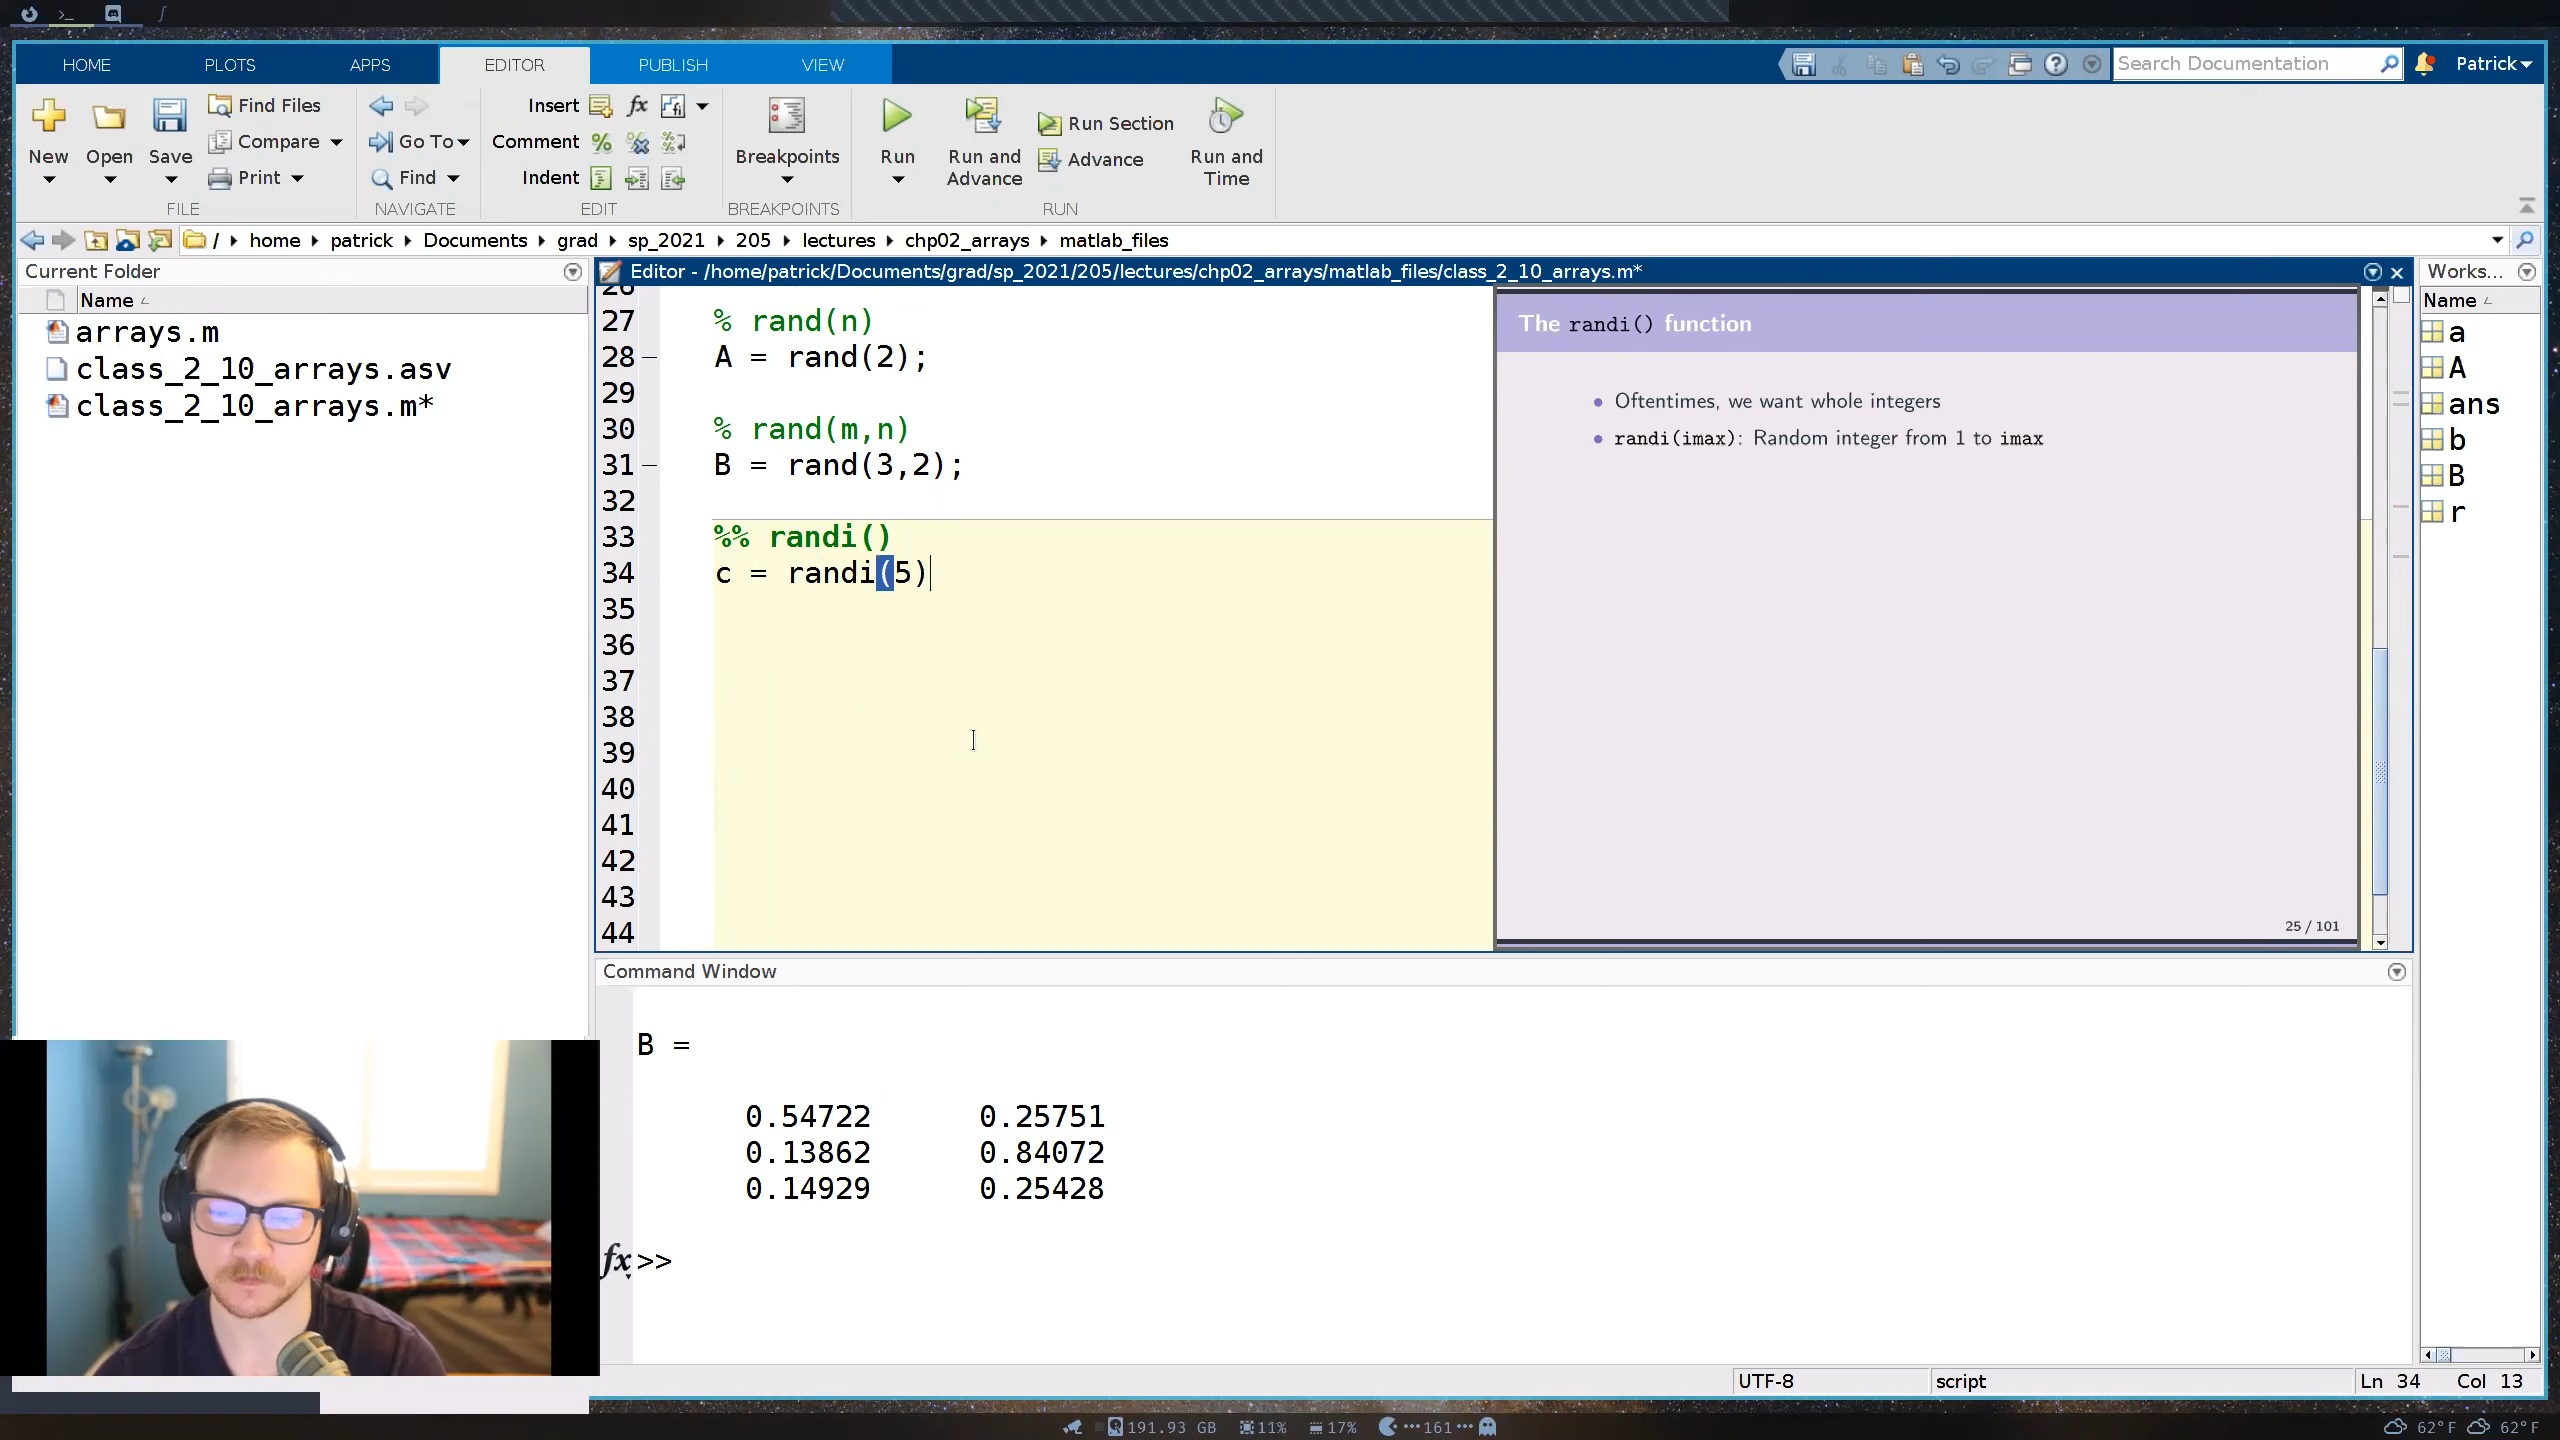 HOME PLOTS APPS EDITOR PUBLISH VIEW Search Documentation Patrick
New Open Save Find Files Compare Print Go To Find Insert Comment Indent Breakpoints Run Run and Advance Run Section Advance Run and Time
FILE NAVIGATE EDIT BREAKPOINTS RUN
/ home patrick Documents grad sp_2021 205 lectures chp02_arrays matlab_files
Current Folder
Name
arrays.m
class_2_10_arrays.asv
class_2_10_arrays.m*
Editor - /home/patrick/Documents/grad/sp_2021/205/lectures/chp02_arrays/matlab_files/class_2_10_arrays.m*
26
27 % rand(n)
28 A = rand(2);
29
30 % rand(m,n)
31 B = rand(3,2);
32
33 %% randi()
34 c = randi(5)
35
36
37
38
39
40
41
42
43
44
The randi() function
Oftentimes, we want whole integers
randi(imax): Random integer from 1 to imax
25 / 101
Works...
Name
a
A
ans
b
B
r
Command Window
B =
0.54722 0.25751
0.13862 0.84072
0.14929 0.25428
fx >>
UTF-8 script Ln 34 Col 13
191.93 GB 11% 17% 161 62°F 62°F